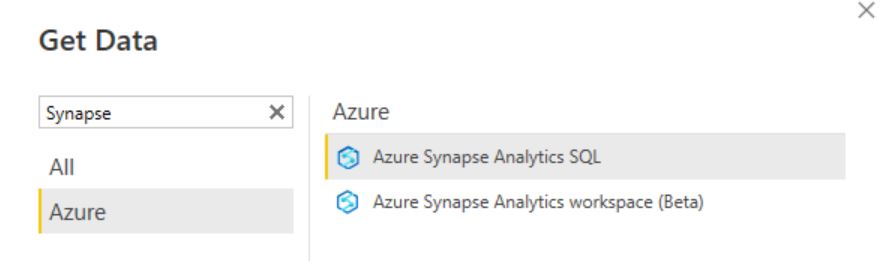 Get Data
Synapse
All
Azure
Azure
Azure Synapse Analytics SQL
Azure Synapse Analytics workspace (Beta)